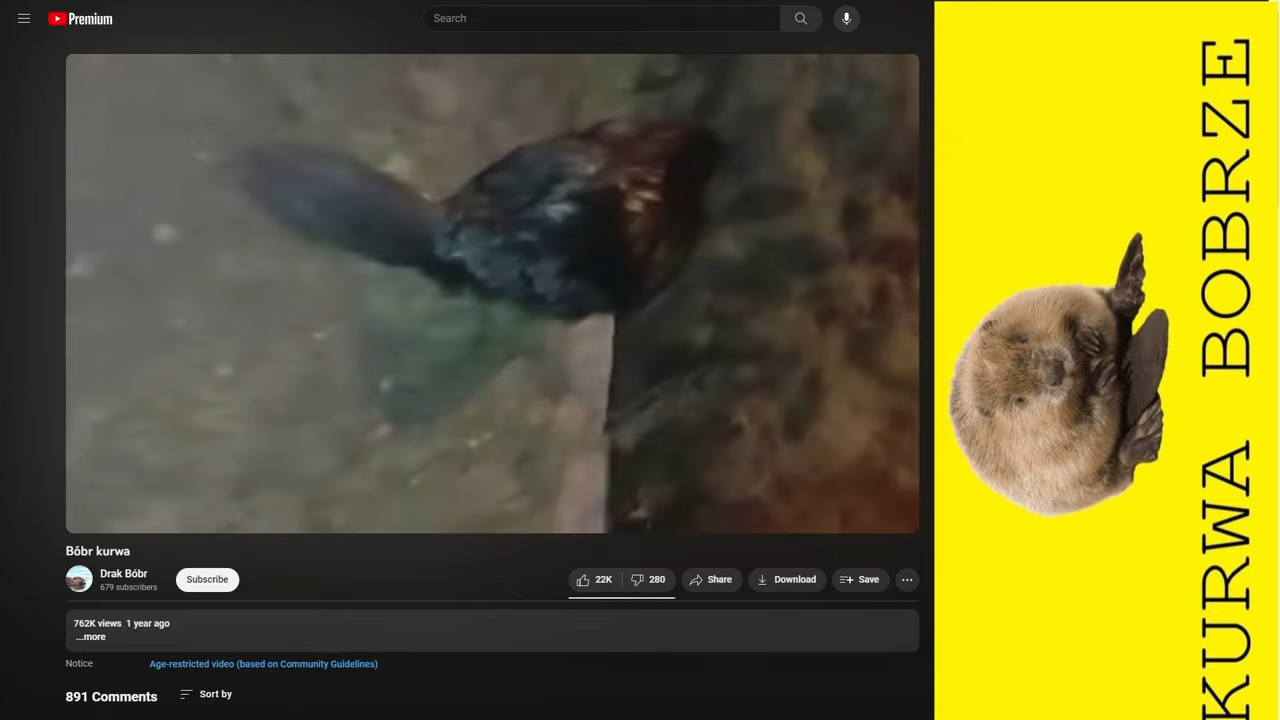 Premium
Search
Bóbr kurwa
Drak Bóbr
679 subscribers
Subscribe
22K
280
Share
Download
Save
762K views 1 year ago
...more
Notice
Age-restricted video (based on Community Guidelines)
891 Comments
Sort by
KURWA BOBRZE